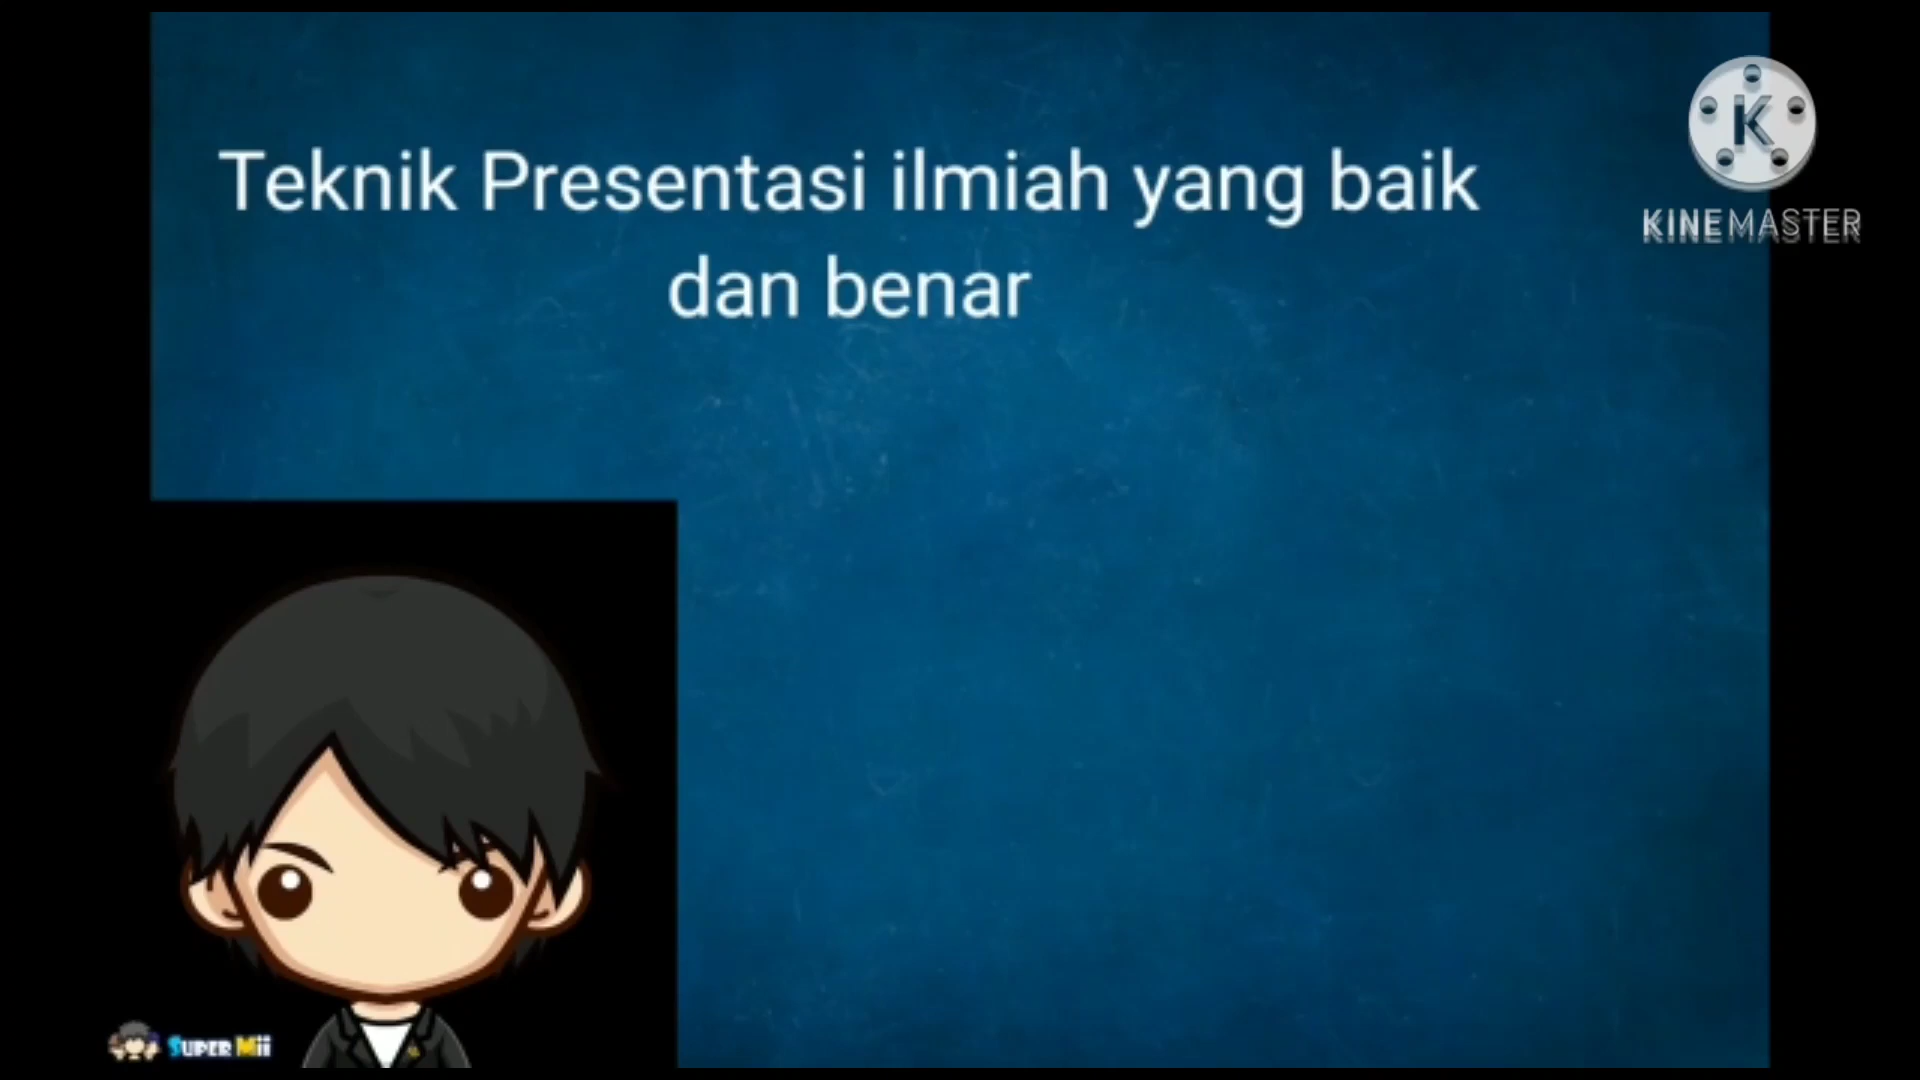 Teknik Presentasi ilmiah yang baik
dan benar
K
KINEMASTER
SUPER Mii